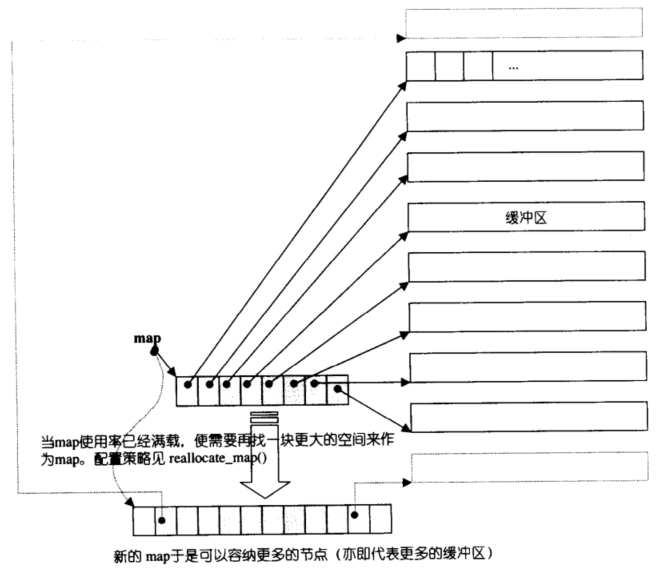 ...
缓冲区
map
当map使用率已经满载，便需要再找一块更大的空间来作
为map。配置策略见 reallocate_map()
新的 map于是可以容纳更多的节点（亦即代表更多的缓冲区）